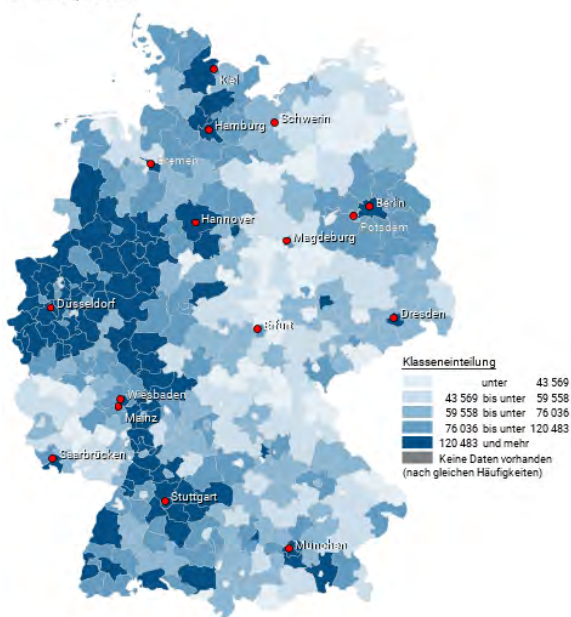 Kiel
Hamburg
Schwerin
Bremen
Berlin
Hannover
Potsdam
Magdeburg
Düsseldorf
Dresden
Erfurt
Wiesbaden
Mainz
Saarbrücken
Stuttgart
München
Klasseneinteilung
unter 43 569
43 569 bis unter 59 558
59 558 bis unter 76 036
76 036 bis unter 120 483
120 483 und mehr
Keine Daten vorhanden
(nach gleichen Häufigkeiten)